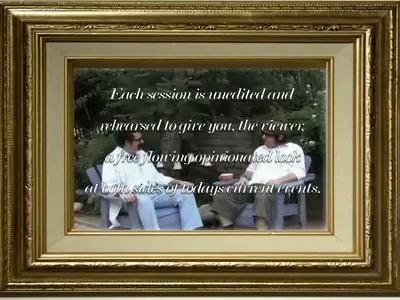 Each session is unedited and
rehearsed to give you, the viewer,
a free flowing opinionated look
at both sides of todays current events.